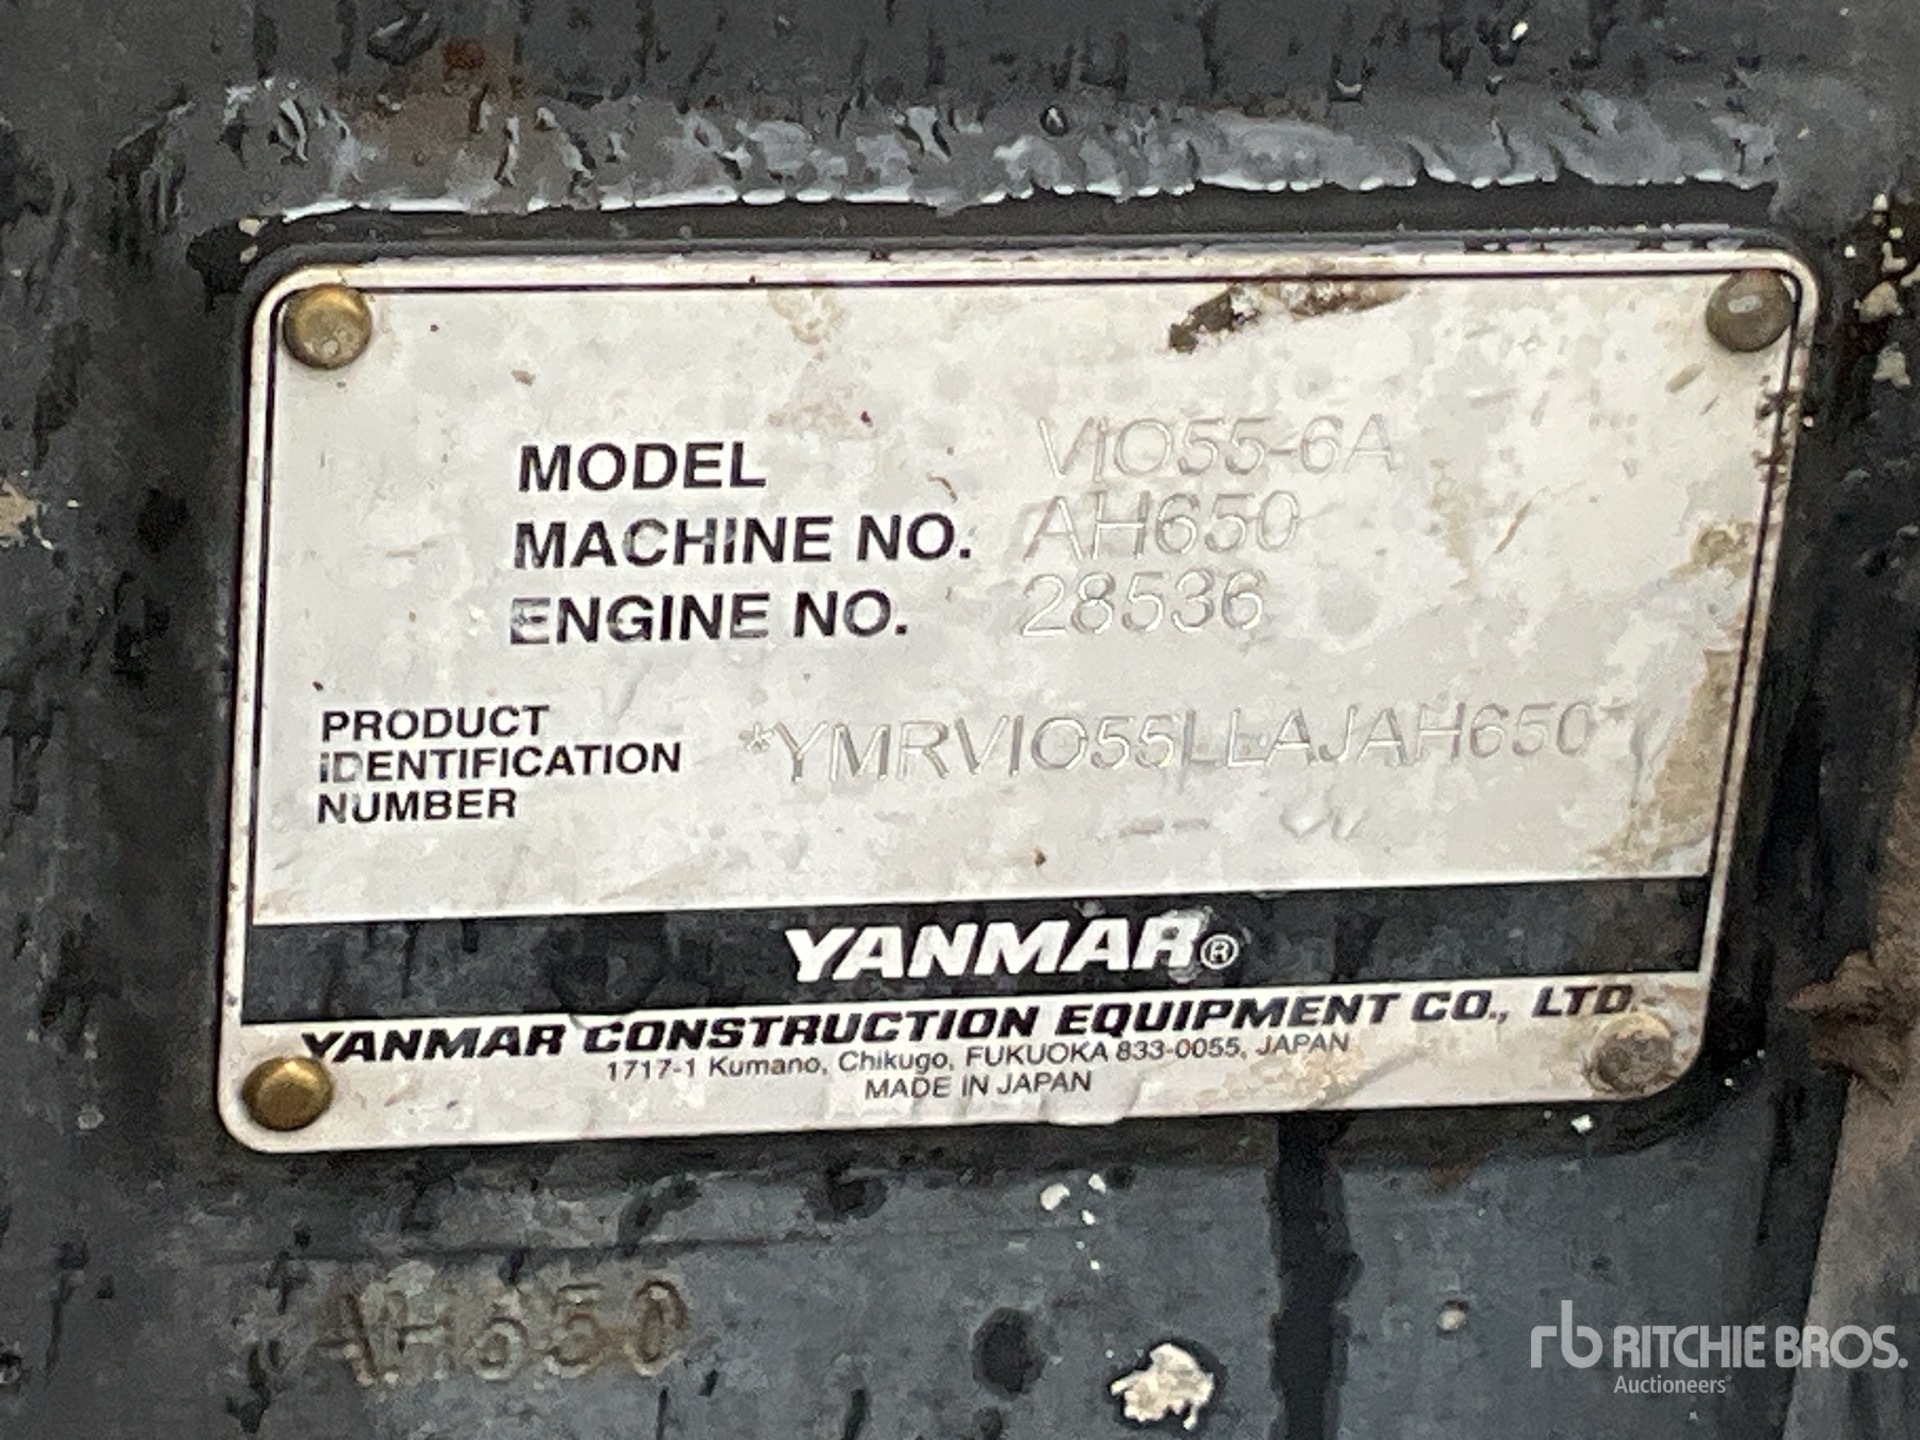 MODEL VIO55-6A
MACHINE NO. AH650
ENGINE NO. 28536
PRODUCT
IDENTIFICATION *YMRVIO55LLAJAH650*
NUMBER
YANMAR®
YANMAR CONSTRUCTION EQUIPMENT CO., LTD.
1717-1 Kumano, Chikugo, FUKUOKA 833-0055, JAPAN
MADE IN JAPAN
AH650
rb RITCHIE BROS.
Auctioneers